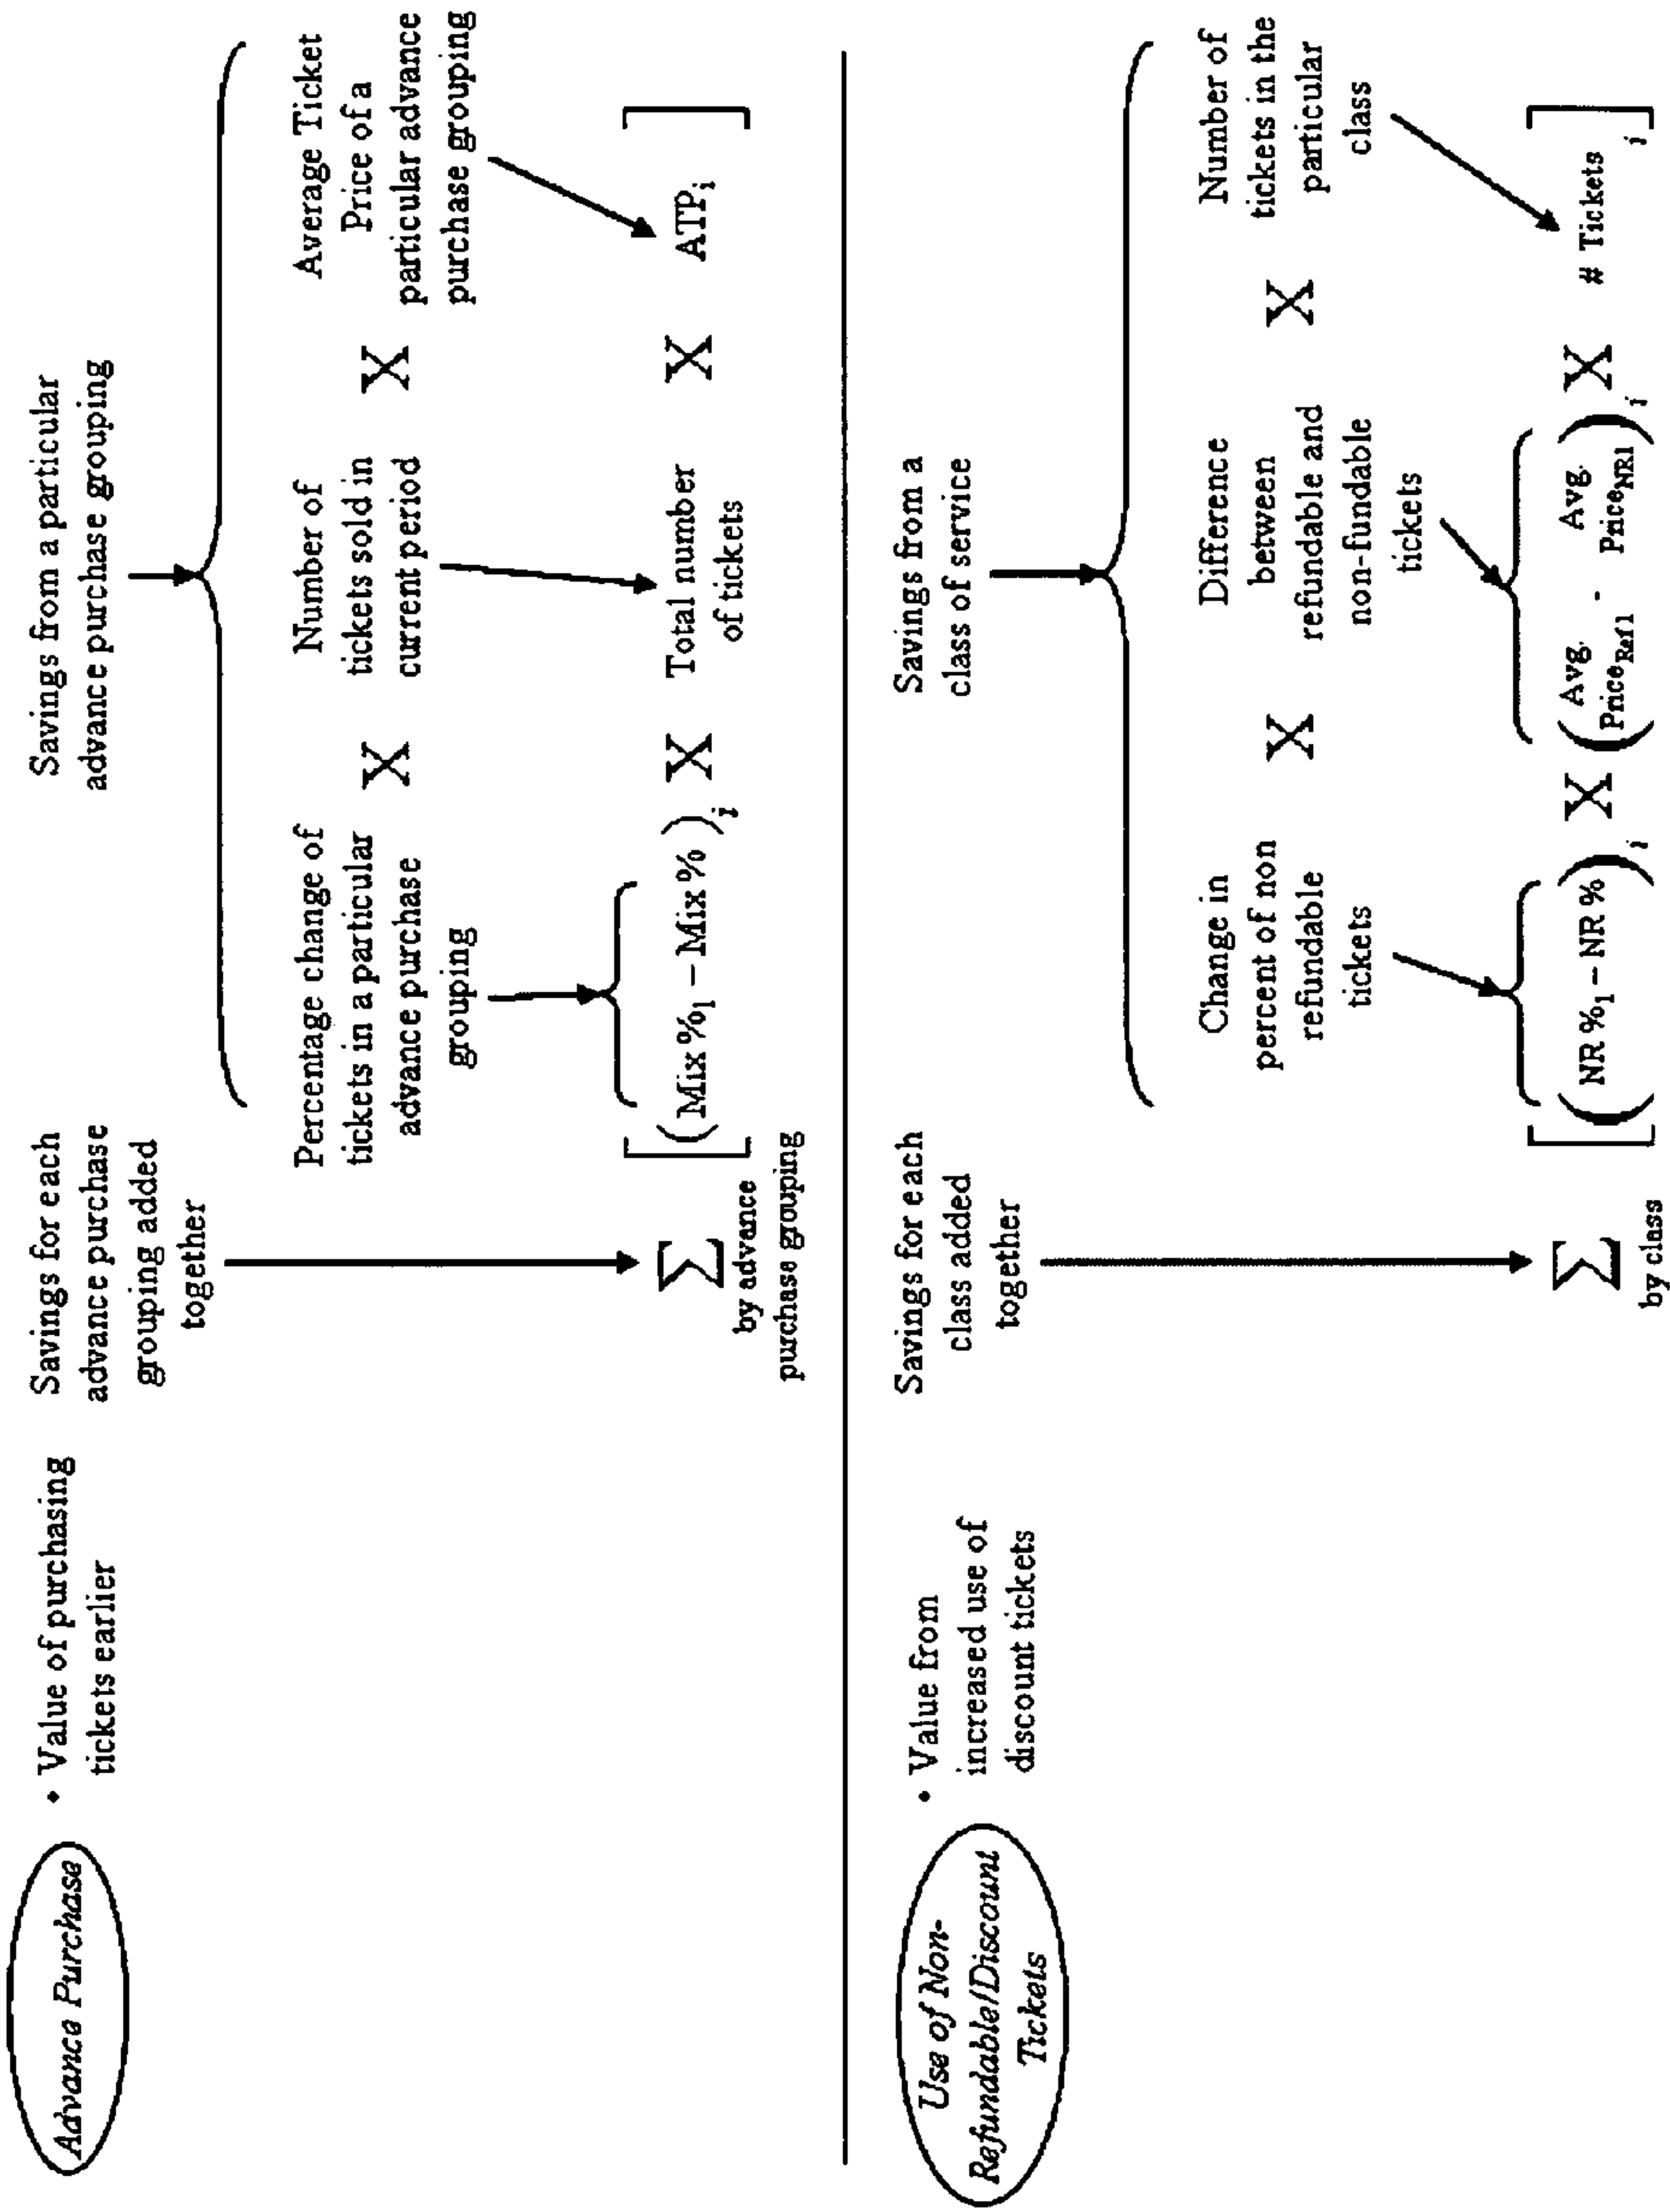 Advance Purchase
• Value of purchasing
tickets earlier
Savings for each
advance purchase
grouping added
together
Savings from a particular
advance purchase grouping
Percentage change of
tickets in a particular
advance purchase
grouping
X
Number of
tickets sold in
current period
X
Average Ticket
Price of a
particular advance
purchase grouping
Σ
by advance
purchase grouping
[(Mix%₁ – Mix%)ᵢ X Total number
of tickets
X ATPᵢ ]
Use of Non-
Refundable/Discount
Tickets
• Value from
increased use of
discount tickets
Savings for each
class added
together
Savings from a
class of service
Change in
percent of non
refundable
tickets
X
Difference
between
refundable and
non-fundable
tickets
X
Number of
tickets in the
particular
class
Σ
by class
[(NR%₁ – NR%)ᵢ X (Avg. Price Ref1 - Avg. Price NR1)ᵢ X # Tickets ᵢ]